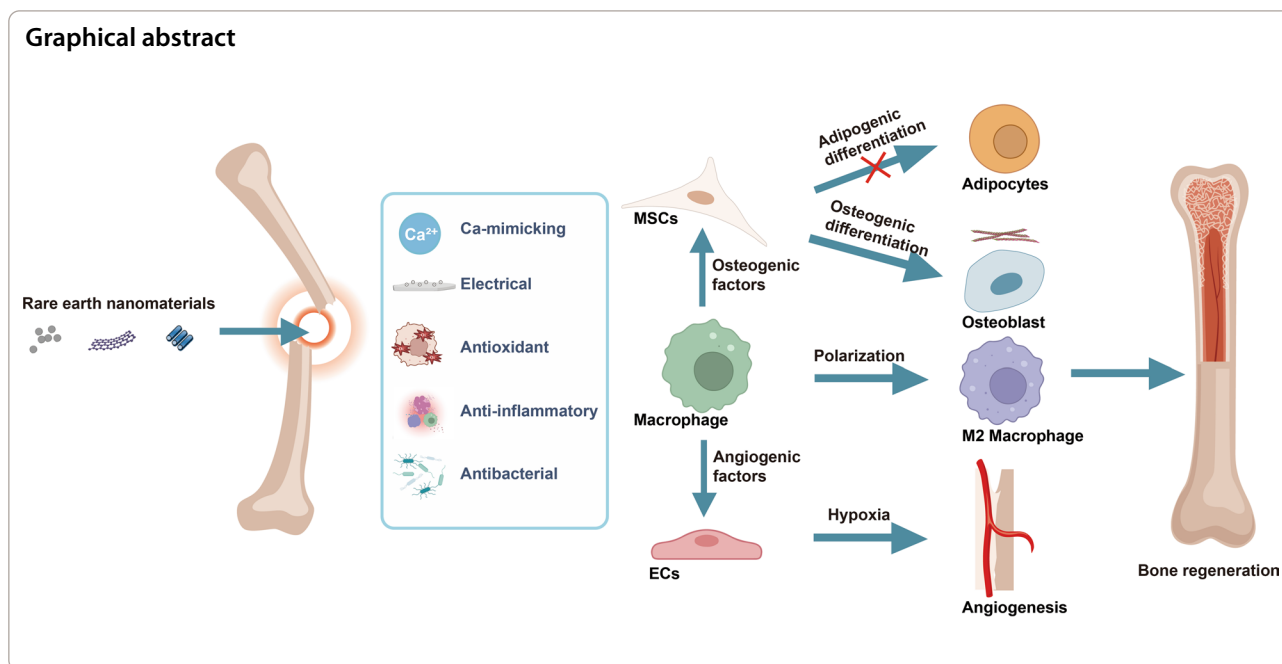 Graphical abstract
Rare earth nanomaterials
Ca²⁺
Ca-mimicking
Electrical
Antioxidant
Anti-inflammatory
Antibacterial
MSCs
Osteogenic
factors
Macrophage
Angiogenic
factors
ECs
Adipogenic
differentiation
Osteogenic
differentiation
Polarization
Hypoxia
Adipocytes
Osteoblast
M2 Macrophage
Angiogenesis
Bone regeneration